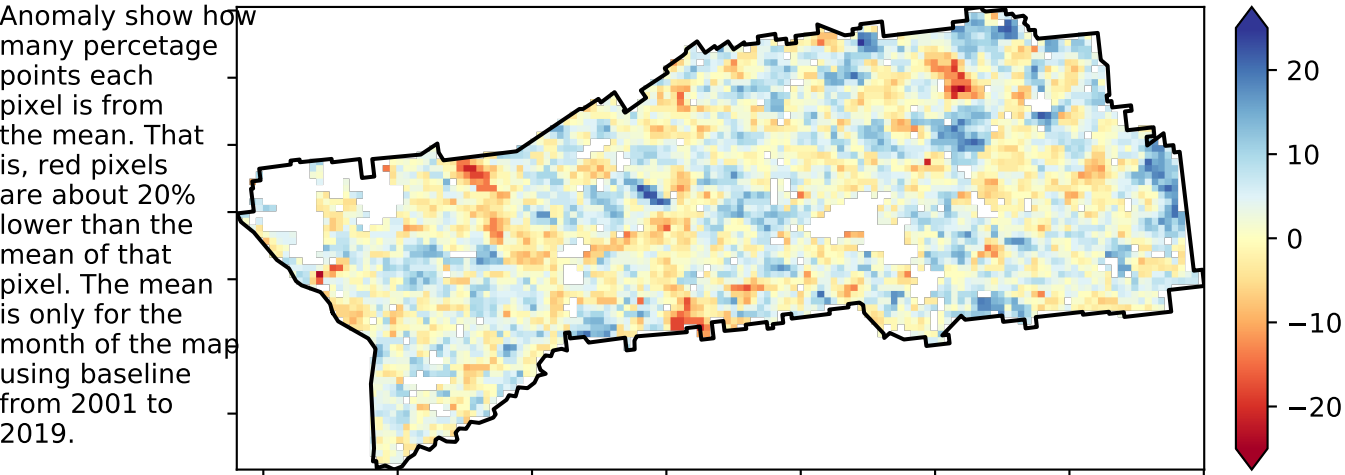 Anomaly show how
many percetage
points each
pixel is from
the mean. That
is, red pixels
are about 20%
lower than the
mean of that
pixel. The mean
is only for the
month of the map
using baseline
from 2001 to
2019.
20
10
0
−10
−20